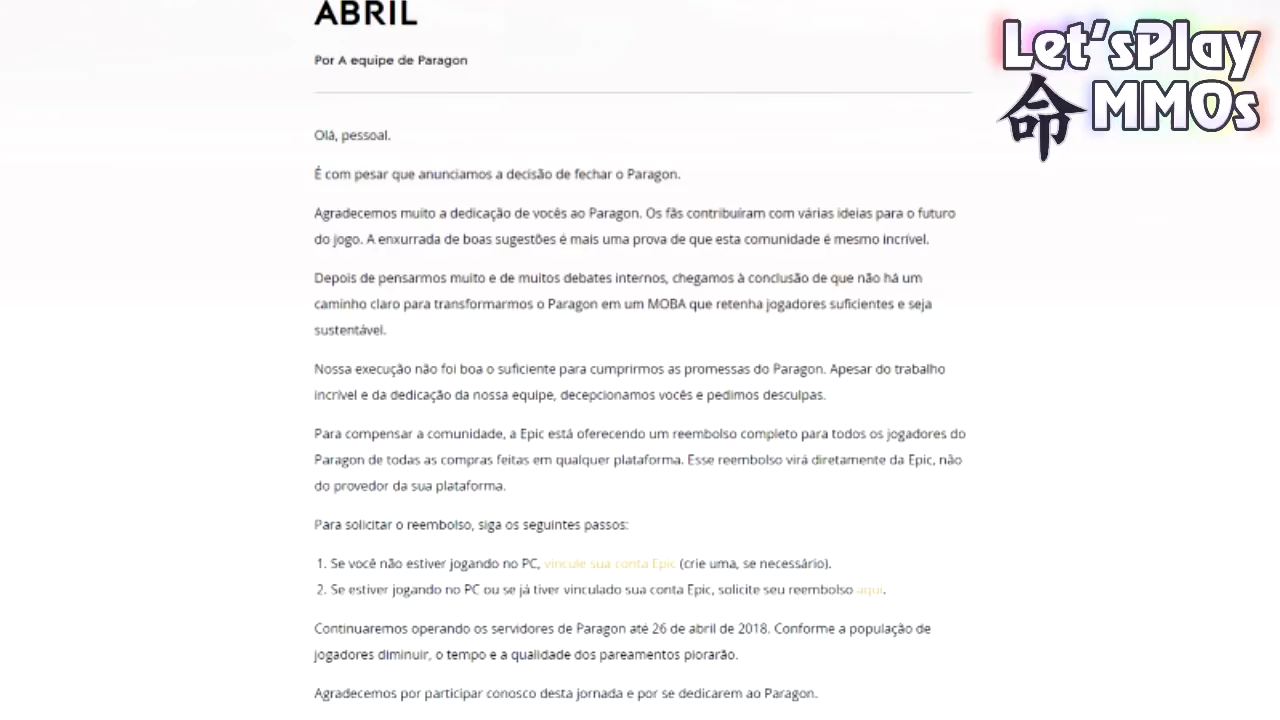 ABRIL
Por A equipe de Paragon
Olá, pessoal.
É com pesar que anunciamos a decisão de fechar o Paragon.
Agradecemos muito a dedicação de vocês ao Paragon. Os fãs contribuíram com várias ideias para o futuro
do jogo. A enxurrada de boas sugestões é mais uma prova de que esta comunidade é mesmo incrível.
Depois de pensarmos muito e de muitos debates internos, chegamos à conclusão de que não há um
caminho claro para transformarmos o Paragon em um MOBA que retenha jogadores suficientes e seja
sustentável.
Nossa execução não foi boa o suficiente para cumprirmos as promessas do Paragon. Apesar do trabalho
incrível e da dedicação da nossa equipe, decepcionamos vocês e pedimos desculpas.
Para compensar a comunidade, a Epic está oferecendo um reembolso completo para todos os jogadores do
Paragon de todas as compras feitas em qualquer plataforma. Esse reembolso virá diretamente da Epic, não
do provedor da sua plataforma.
Para solicitar o reembolso, siga os seguintes passos:
1. Se você não estiver jogando no PC, vincule sua conta Epic (crie uma, se necessário).
2. Se estiver jogando no PC ou se já tiver vinculado sua conta Epic, solicite seu reembolso aqui.
Continuaremos operando os servidores de Paragon até 26 de abril de 2018. Conforme a população de
jogadores diminuir, o tempo e a qualidade dos pareamentos piorarão.
Agradecemos por participar conosco desta jornada e por se dedicarem ao Paragon.
Let'sPlay
命 MMOs